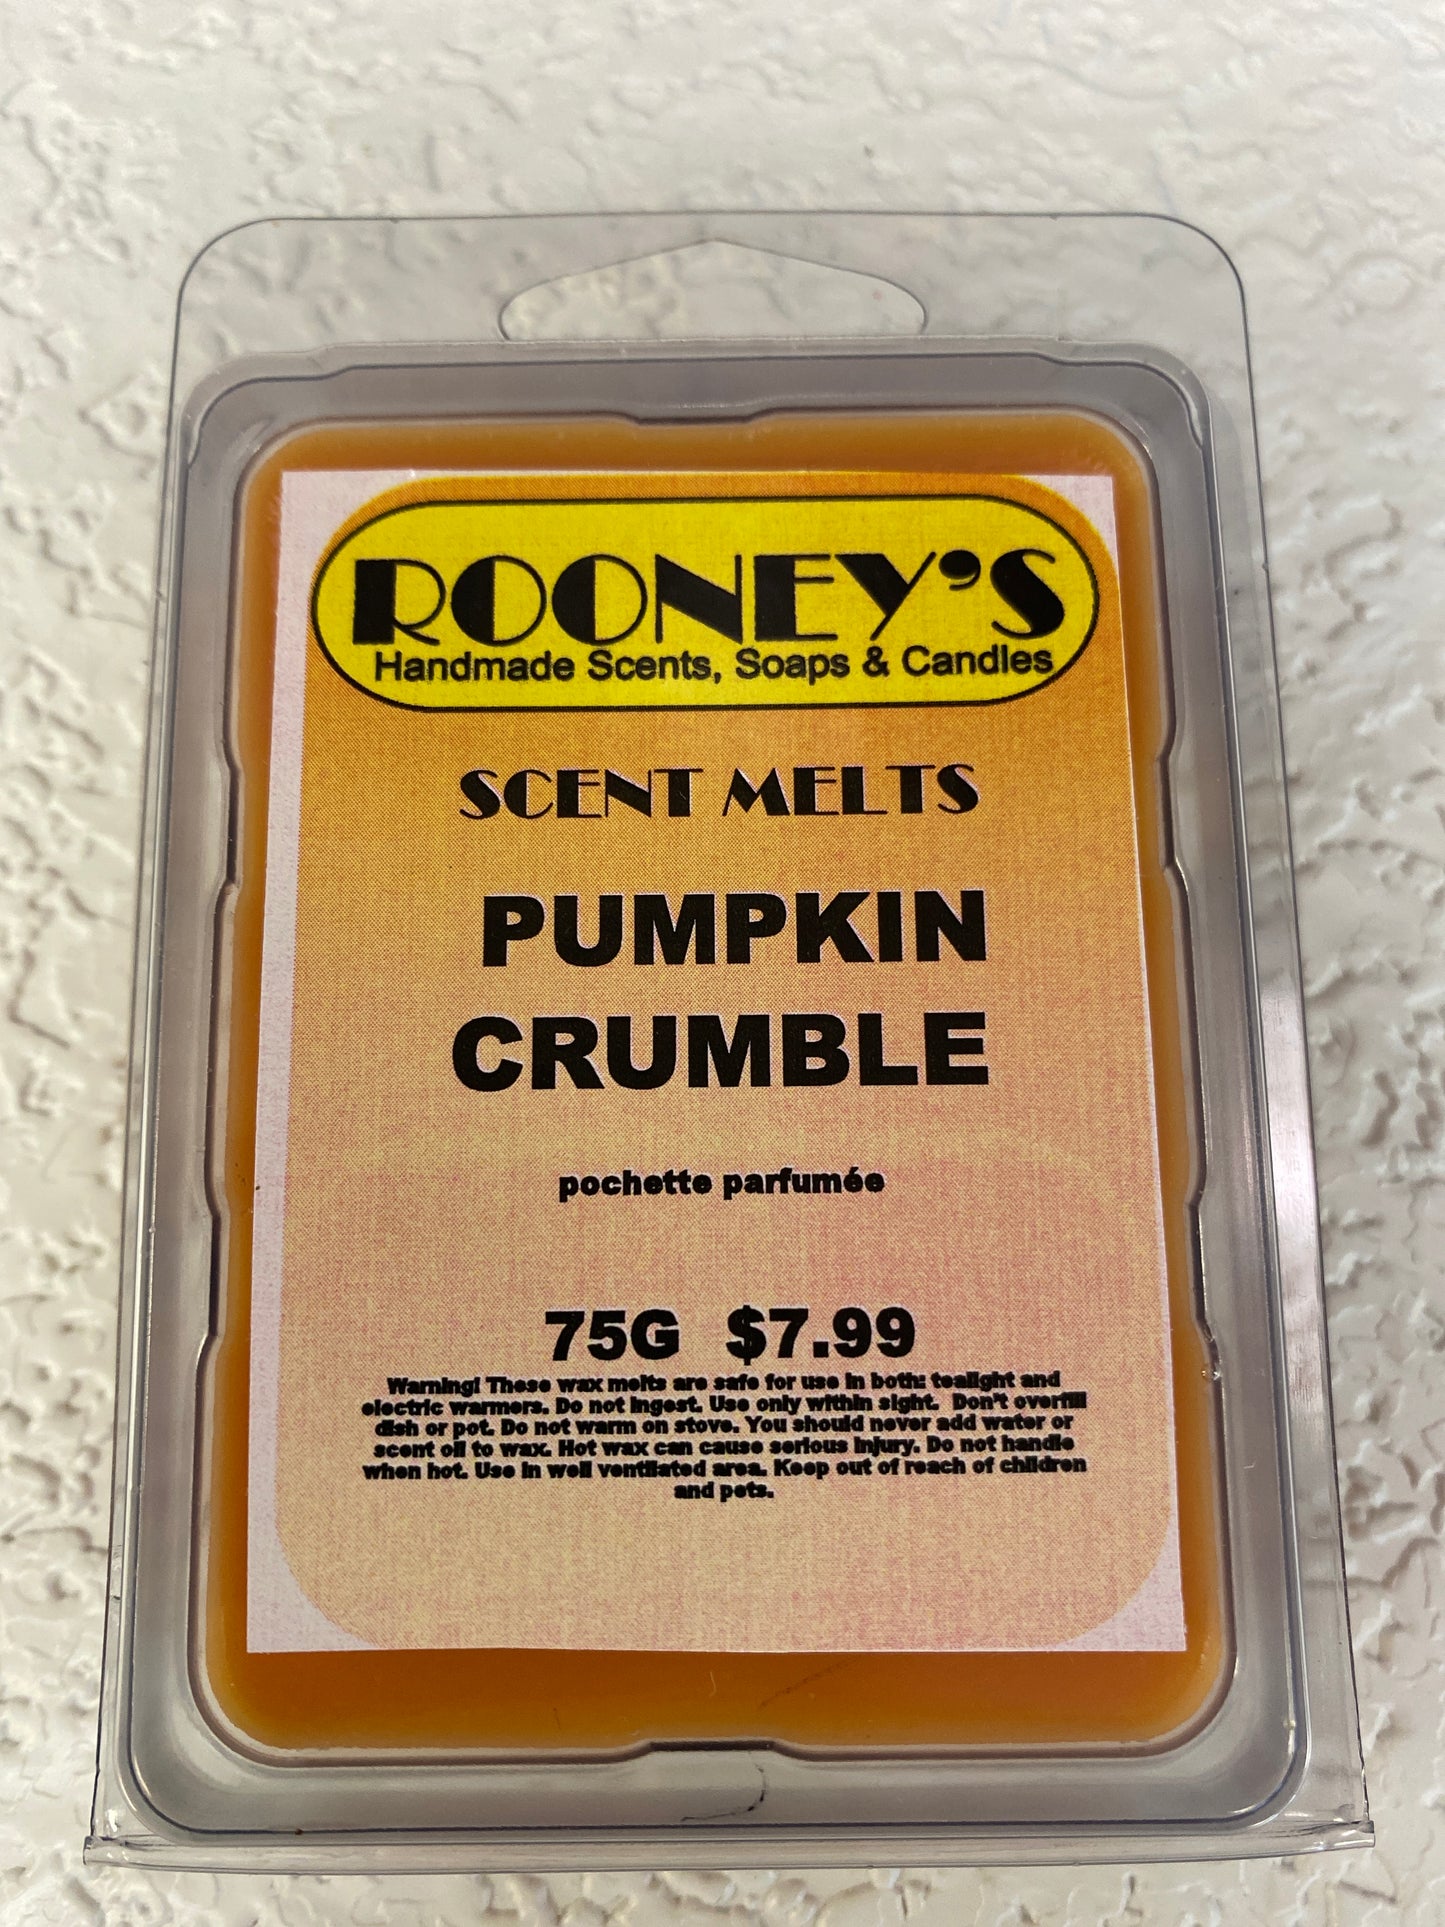 ROONEY'S
Handmade Scents, Soaps & Candles
SCENT MELTS
PUMPKIN
CRUMBLE
pochette parfumée
75G $7.99
Warning! These wax melts are safe for use in both: tealight and
electric warmers. Do not ingest. Use only within sight. Don't overfill
dish or pot. Do not warm on stove. You should never add water or
scent oil to wax. Hot wax can cause serious injury. Do not handle
when hot. Use in well ventilated area. Keep out of reach of children
and pets.